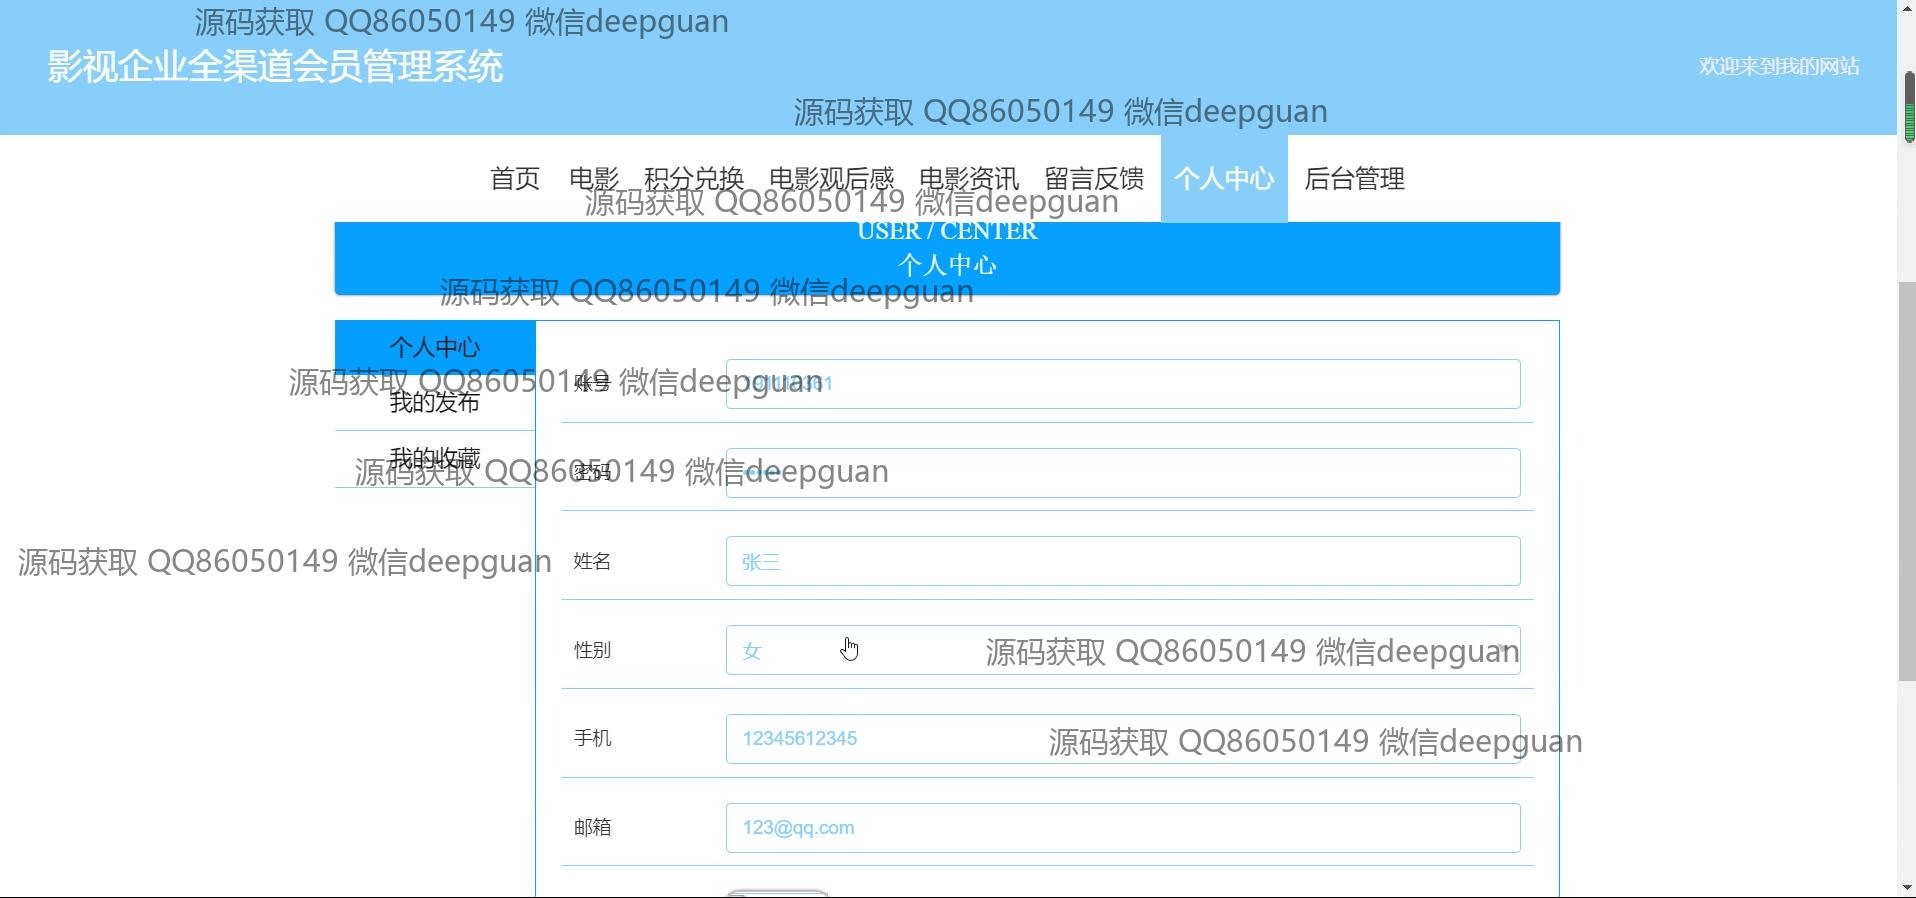 源码获取 QQ86050149 微信deepguan
影视企业全渠道会员管理系统
欢迎来到我的网站
源码获取 QQ86050149 微信deepguan
首页 电影 积分兑换 电影观后感 电影资讯 留言反馈 个人中心 后台管理
源码获取 QQ86050149 微信deepguan
USER / CENTER
个人中心
源码获取 QQ86050149 微信deepguan
个人中心
源码获取 QQ86050149 微信deepguan
账号
我的发布
我的收藏
源码获取 QQ86050149 微信deepguan
密码
源码获取 QQ86050149 微信deepguan
姓名 张三
性别 女
源码获取 QQ86050149 微信deepguan
手机 12345612345
源码获取 QQ86050149 微信deepguan
邮箱 123@qq.com